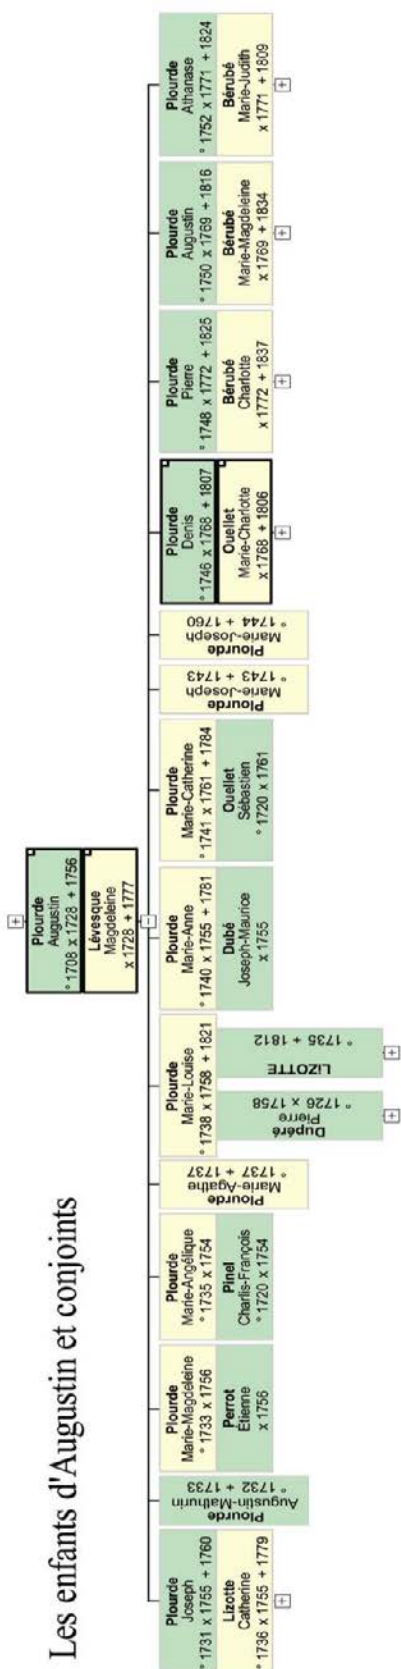 Les enfants d'Augustin et conjoints
Plourde
Augustin
° 1708 x 1728 + 1756
Lévesque
Magdeleine
x 1728 + 1777
Plourde
Joseph
° 1731 x 1755 + 1760
Lizotte
Catherine
° 1736 x 1755 + 1779
Plourde
Augustin-Mathurin
° 1732 + 1733
Plourde
Marie-Magdeleine
° 1733 x 1756
Perrot
Étienne
x 1756
Plourde
Marie-Angélique
° 1735 x 1754
Pinel
Charlis-François
° 1720 x 1754
Plourde
Marie-Agathe
° 1737 + 1737
Plourde
Marie-Louise
° 1738 x 1758 + 1821
Dupéré
Pierre
° 1726 x 1758
LIZOTTE
° 1735 + 1812
Plourde
Marie-Anne
° 1740 x 1755 + 1781
Dubé
Joseph-Maurice
x 1755
Plourde
Marie-Catherine
° 1741 x 1761 + 1784
Ouellet
Sébastien
° 1720 x 1761
Plourde
Marie-Joseph
° 1743 + 1743
Plourde
Marie-Joseph
° 1744 + 1760
Plourde
Denis
° 1746 x 1768 + 1807
Ouellet
Marie-Charlotte
x 1768 + 1806
Plourde
Pierre
° 1748 x 1772 + 1825
Bérubé
Charlotte
x 1772 + 1837
Plourde
Augustin
° 1750 x 1769 + 1816
Bérubé
Marie-Magdeleine
x 1769 + 1834
Plourde
Athanase
° 1752 x 1771 + 1824
Bérubé
Marie-Judith
x 1771 + 1809